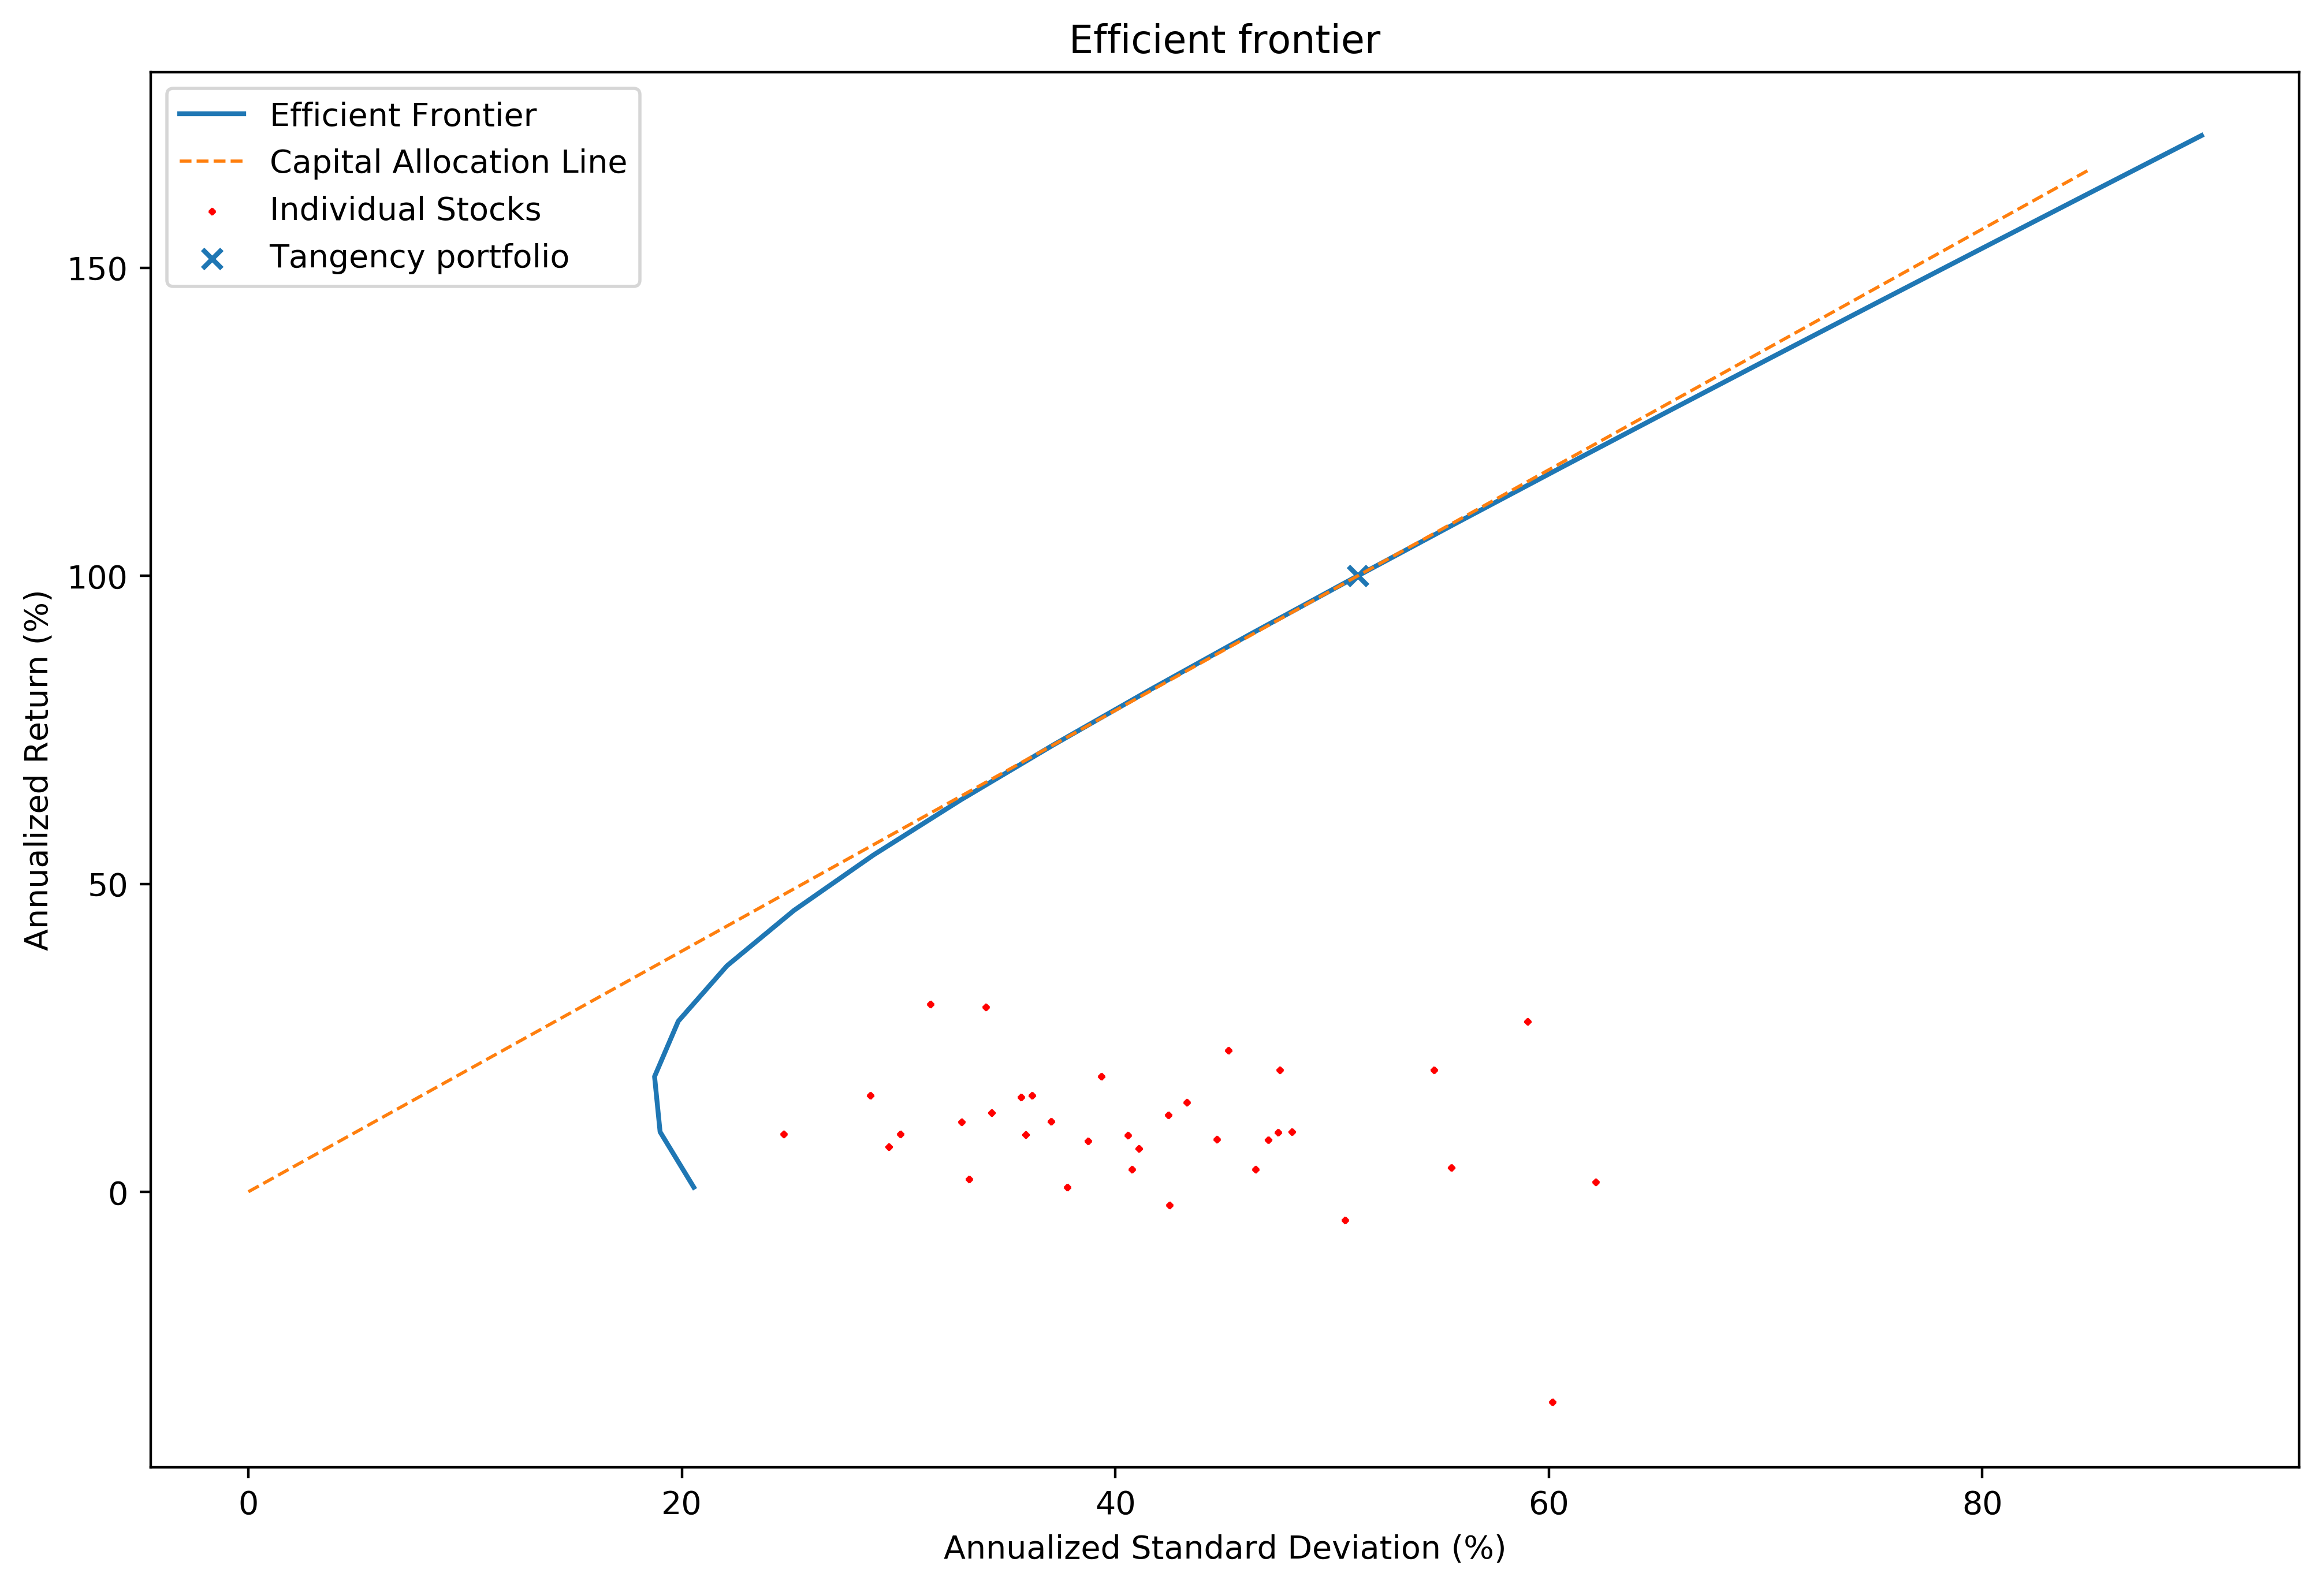 Efficient frontier
Efficient Frontier
Capital Allocation Line
Individual Stocks
Tangency portfolio
150
100
50
0
Annualized Return (%)
0 20 40 60 80
Annualized Standard Deviation (%)